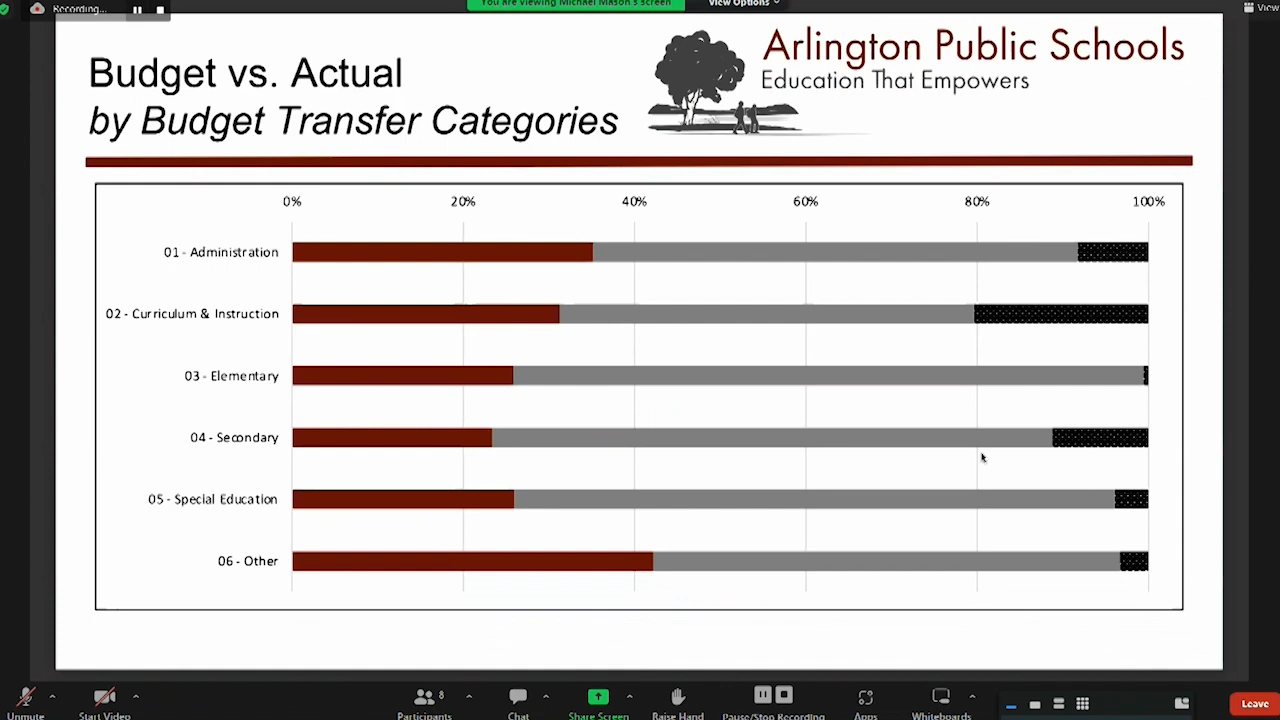 Recording...
You are viewing Michael Mason's screen
View Options
View
Budget vs. Actual
by Budget Transfer Categories
Arlington Public Schools
Education That Empowers
0% 20% 40% 60% 80% 100%
01 - Administration
02 - Curriculum & Instruction
03 - Elementary
04 - Secondary
05 - Special Education
06 - Other
Unmute
Start Video
8
Participants
Chat
Share Screen
Raise Hand
Pause/Stop Recording
Apps
Whiteboards
Leave